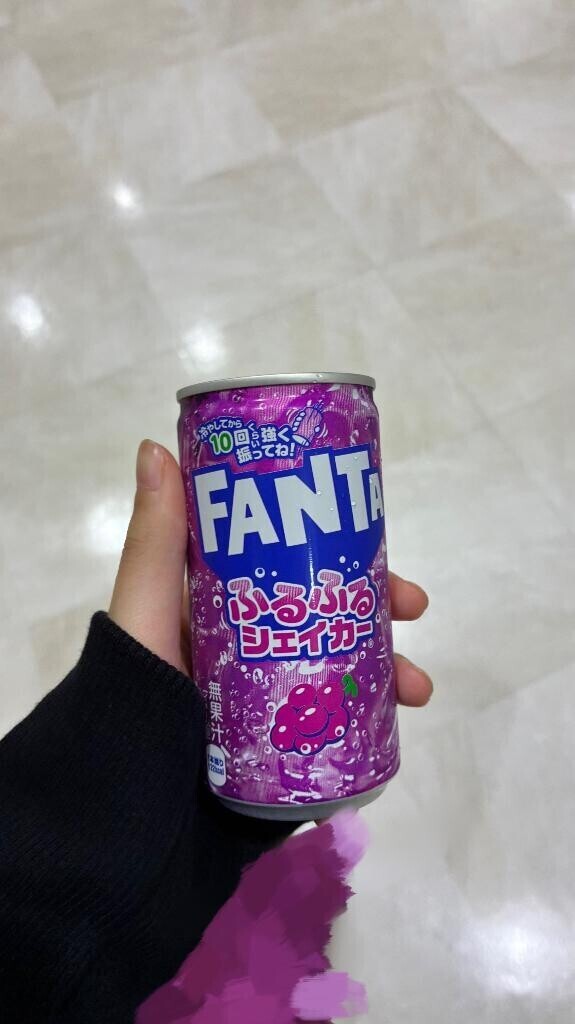 冷やしてから
10回くらい強く
振ってね!
FANTA
ふるふる
シェイカー®
無果汁